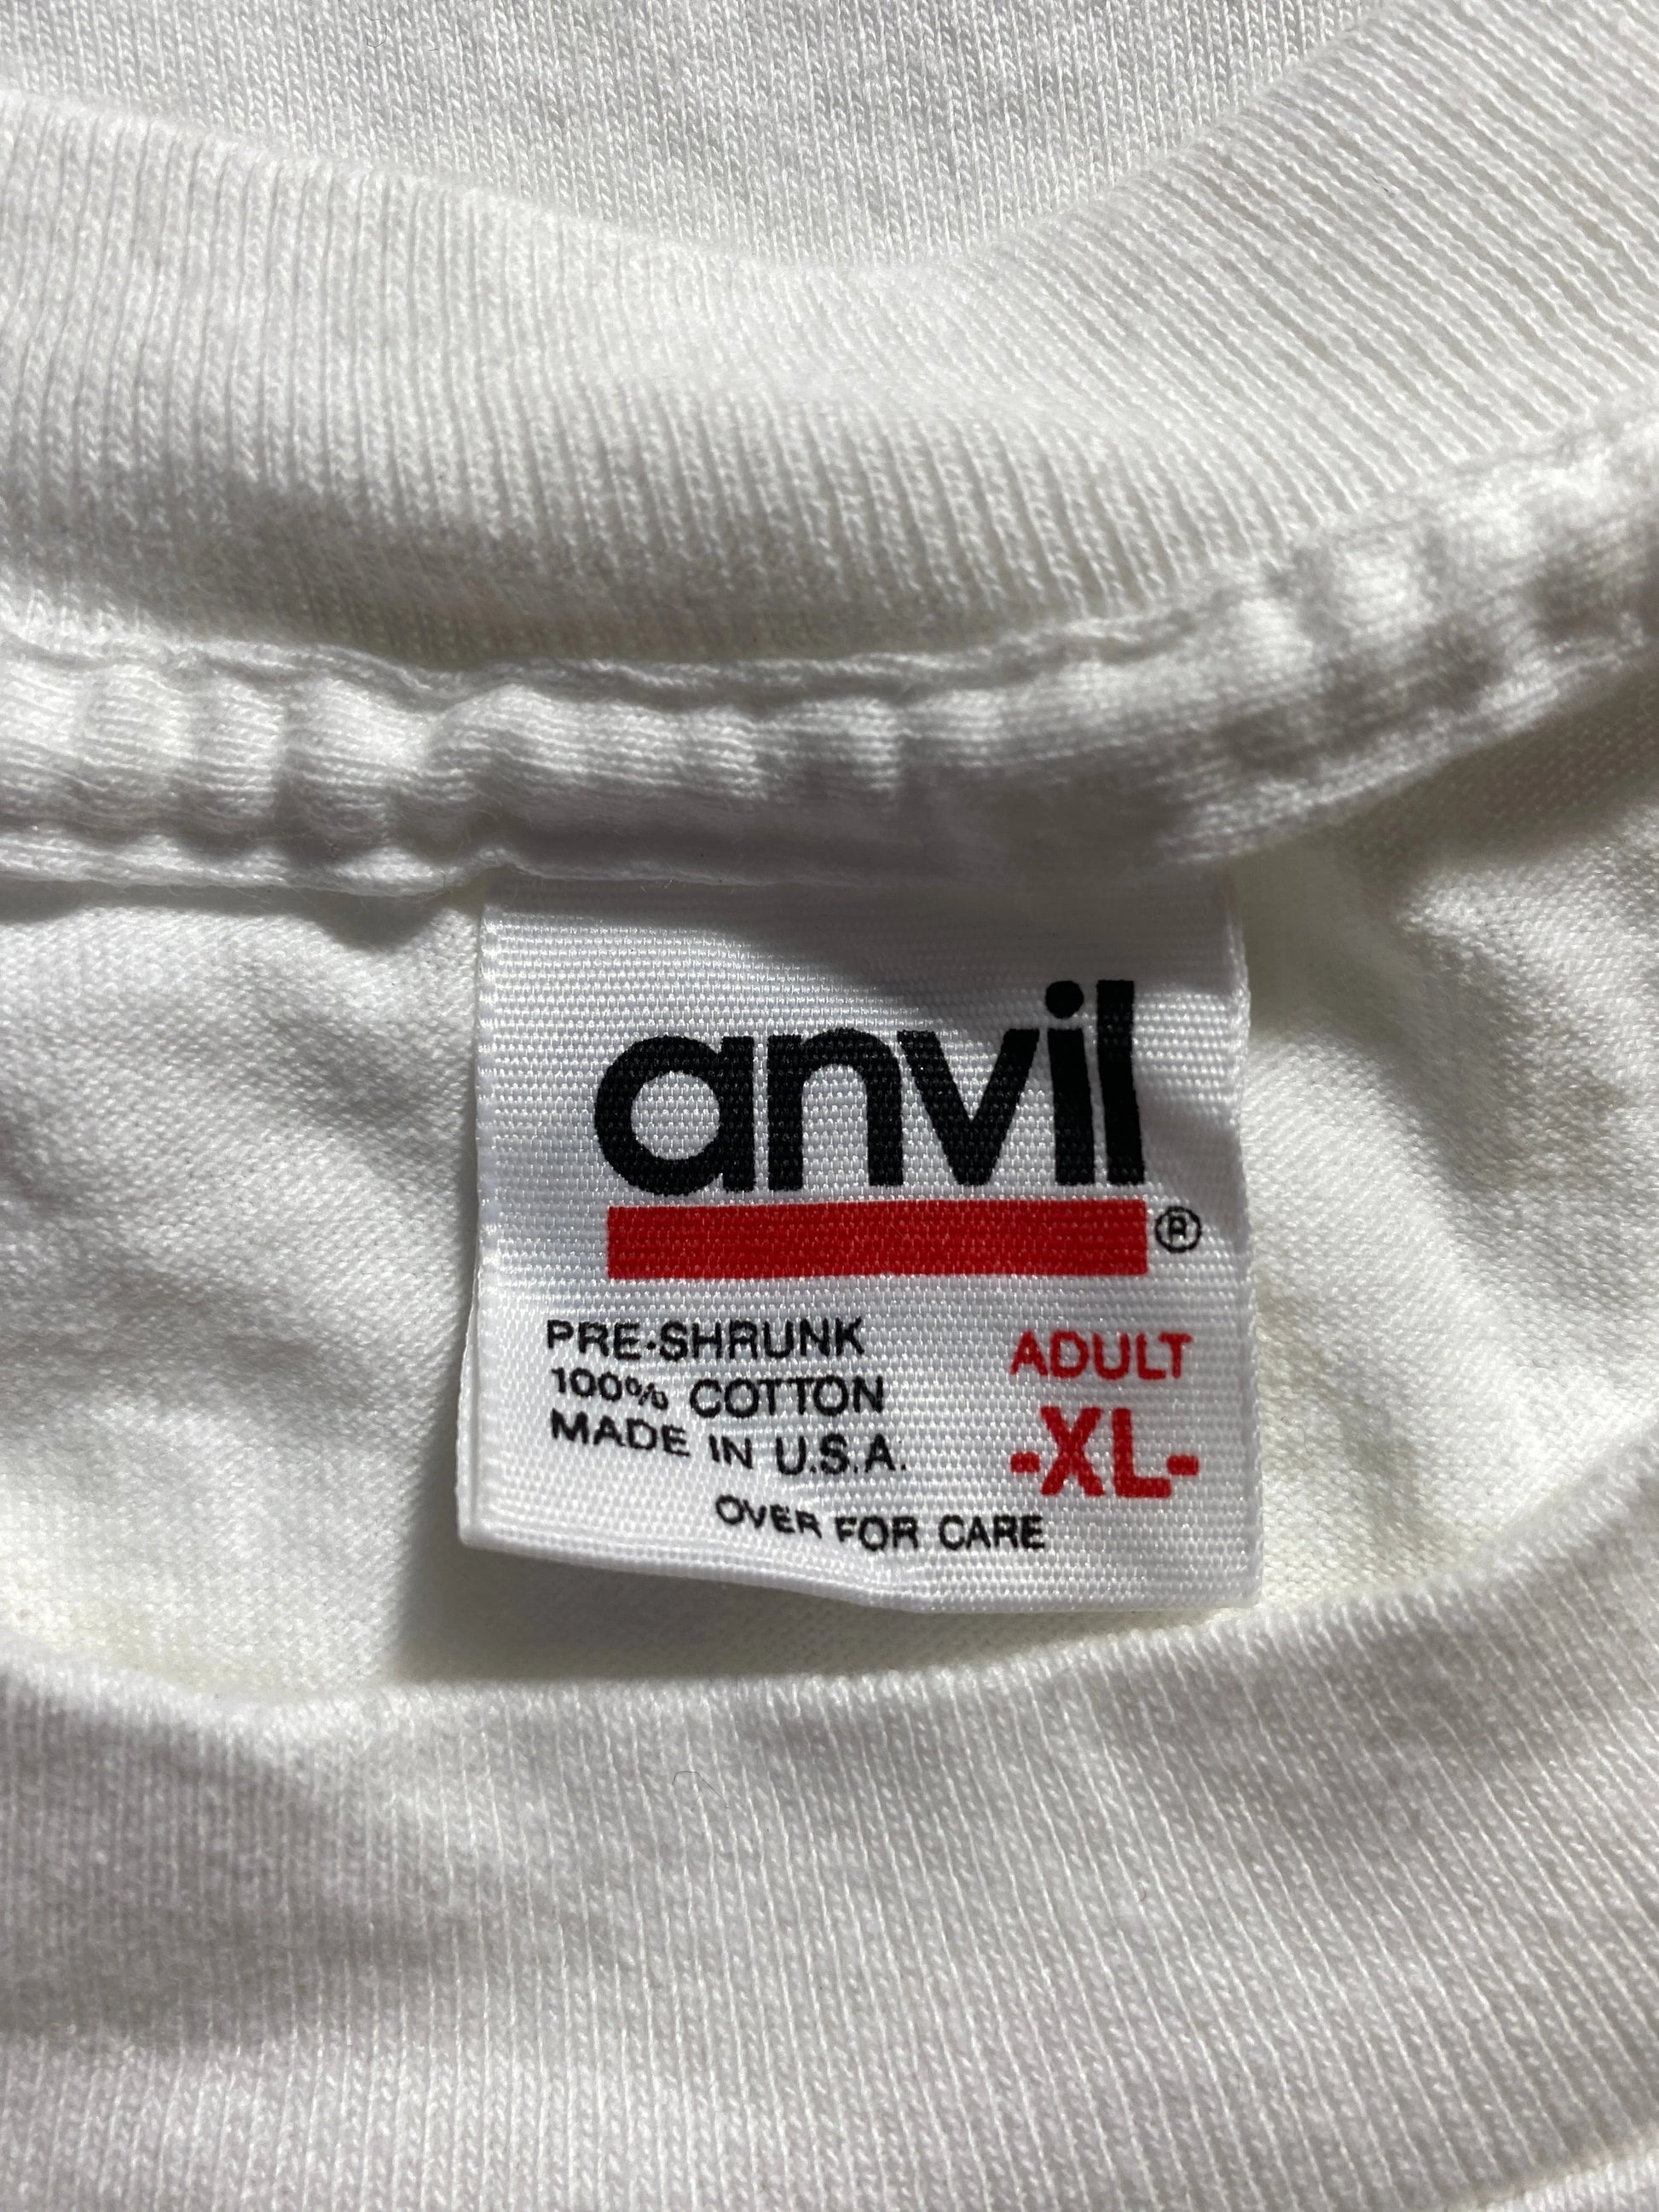 anvil®
PRE-SHRUNK
100% COTTON
MADE IN U.S.A.
ADULT
-XL-
OVER FOR CARE